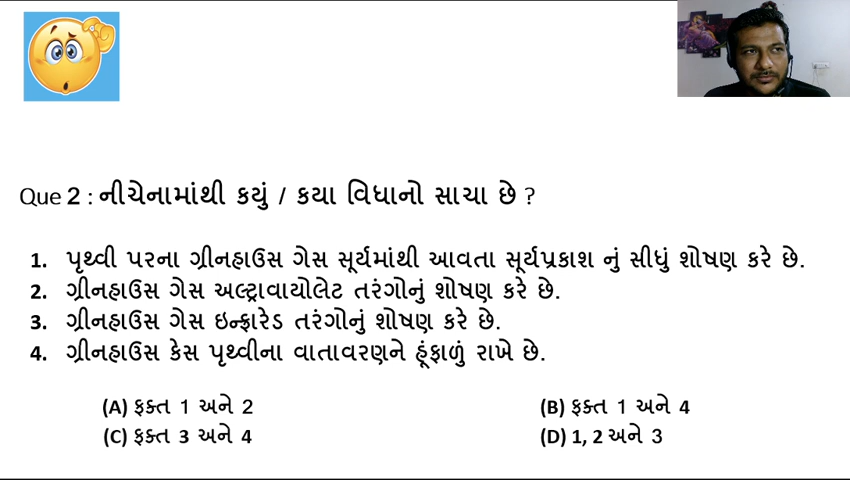 Que 2 : નીચેનામાંથી કયું / કયા વિધાનો સાચા છે ?
1. પૃથ્વી પરના ગ્રીનહાઉસ ગેસ સૂર્યમાંથી આવતા સૂર્યપ્રકાશ નું સીધું શોષણ કરે છે.
2. ગ્રીનહાઉસ ગેસ અલ્ટ્રાવાયોલેટ તરંગોનું શોષણ કરે છે.
3. ગ્રીનહાઉસ ગેસ ઇન્ફ્રારેડ તરંગોનું શોષણ કરે છે.
4. ગ્રીનહાઉસ કેસ પૃથ્વીના વાતાવરણને હૂંફાળું રાખે છે.
(A) ફક્ત 1 અને 2 (B) ફક્ત 1 અને 4
(C) ફક્ત 3 અને 4 (D) 1, 2 અને 3